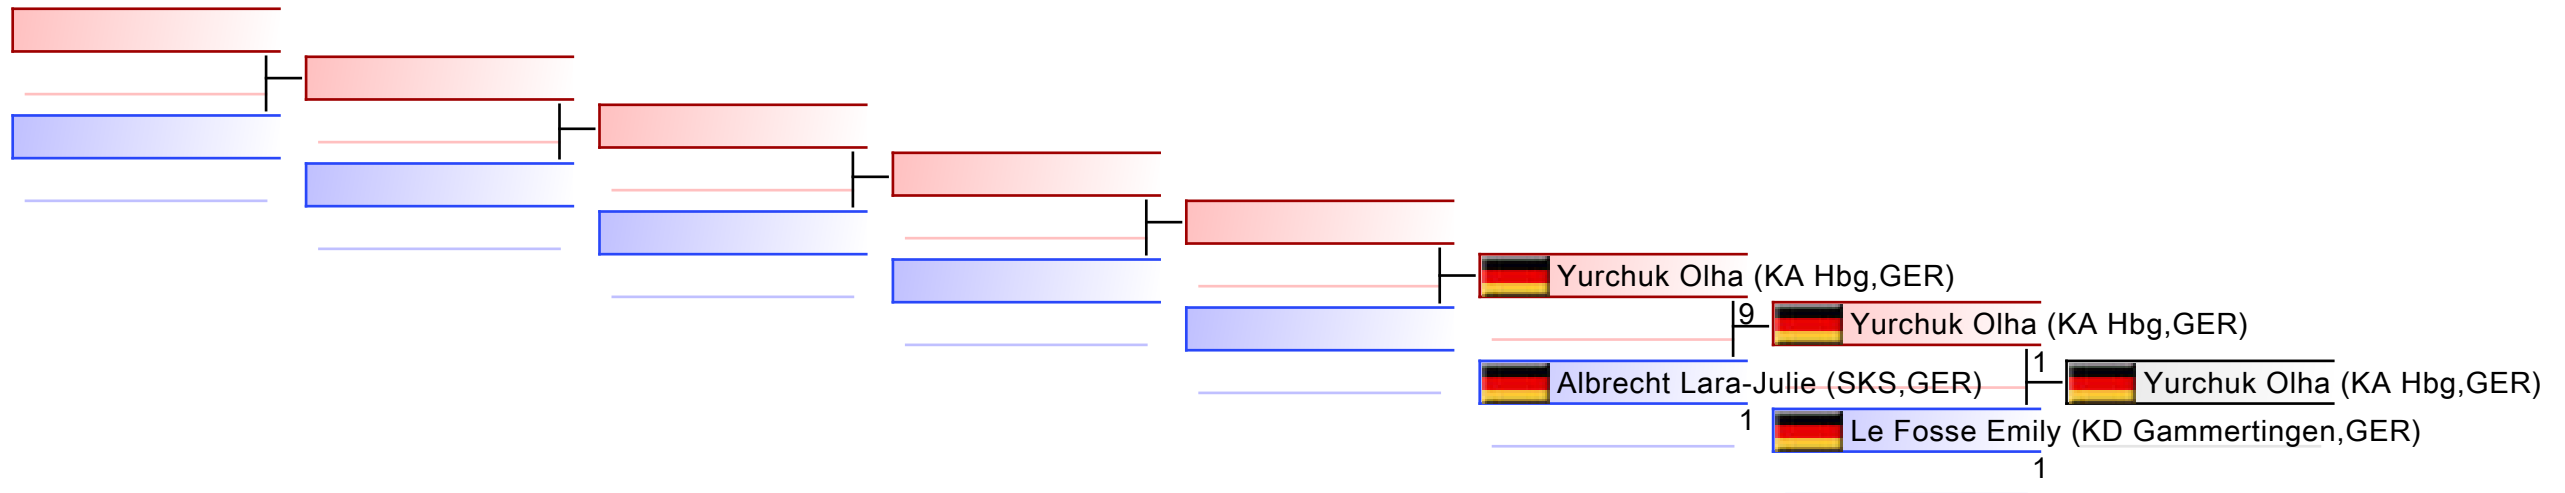 Yurchuk Olha (KA Hbg,GER)
9
Yurchuk Olha (KA Hbg,GER)
1
Albrecht Lara-Julie (SKS,GER)
Yurchuk Olha (KA Hbg,GER)
1
Le Fosse Emily (KD Gammertingen,GER)
1